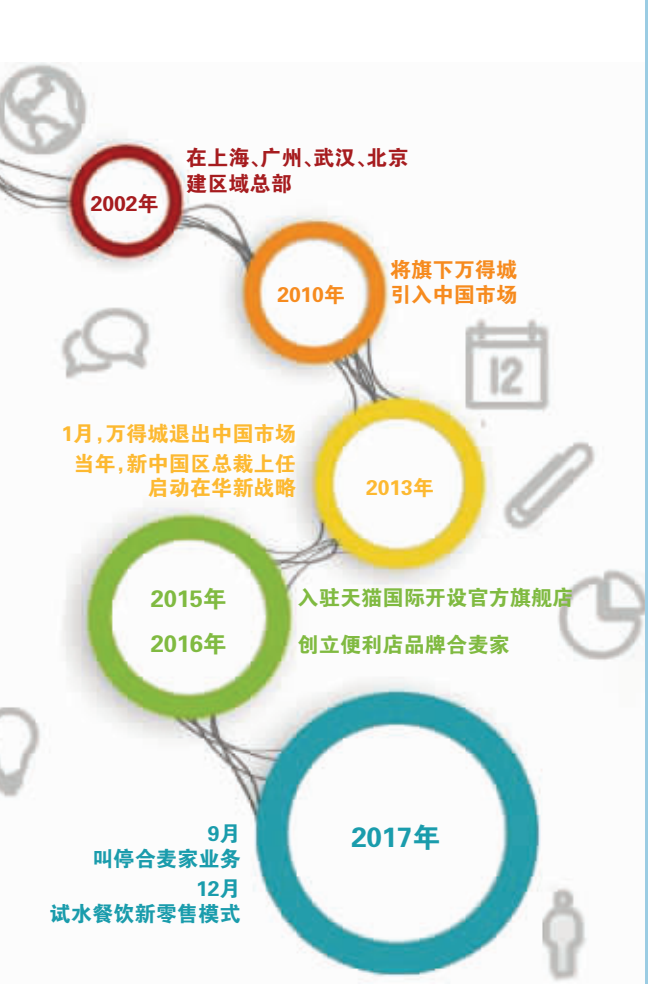 在上海、广州、武汉、北京
建区域总部
2002年
将旗下万得城
引入中国市场
2010年
12
1月,万得城退出中国市场
当年,新中国区总裁上任
启动在华新战略
2013年
2015年
入驻天猫国际开设官方旗舰店
2016年
创立便利店品牌合麦家
2017年
9月
叫停合麦家业务
12月
试水餐饮新零售模式